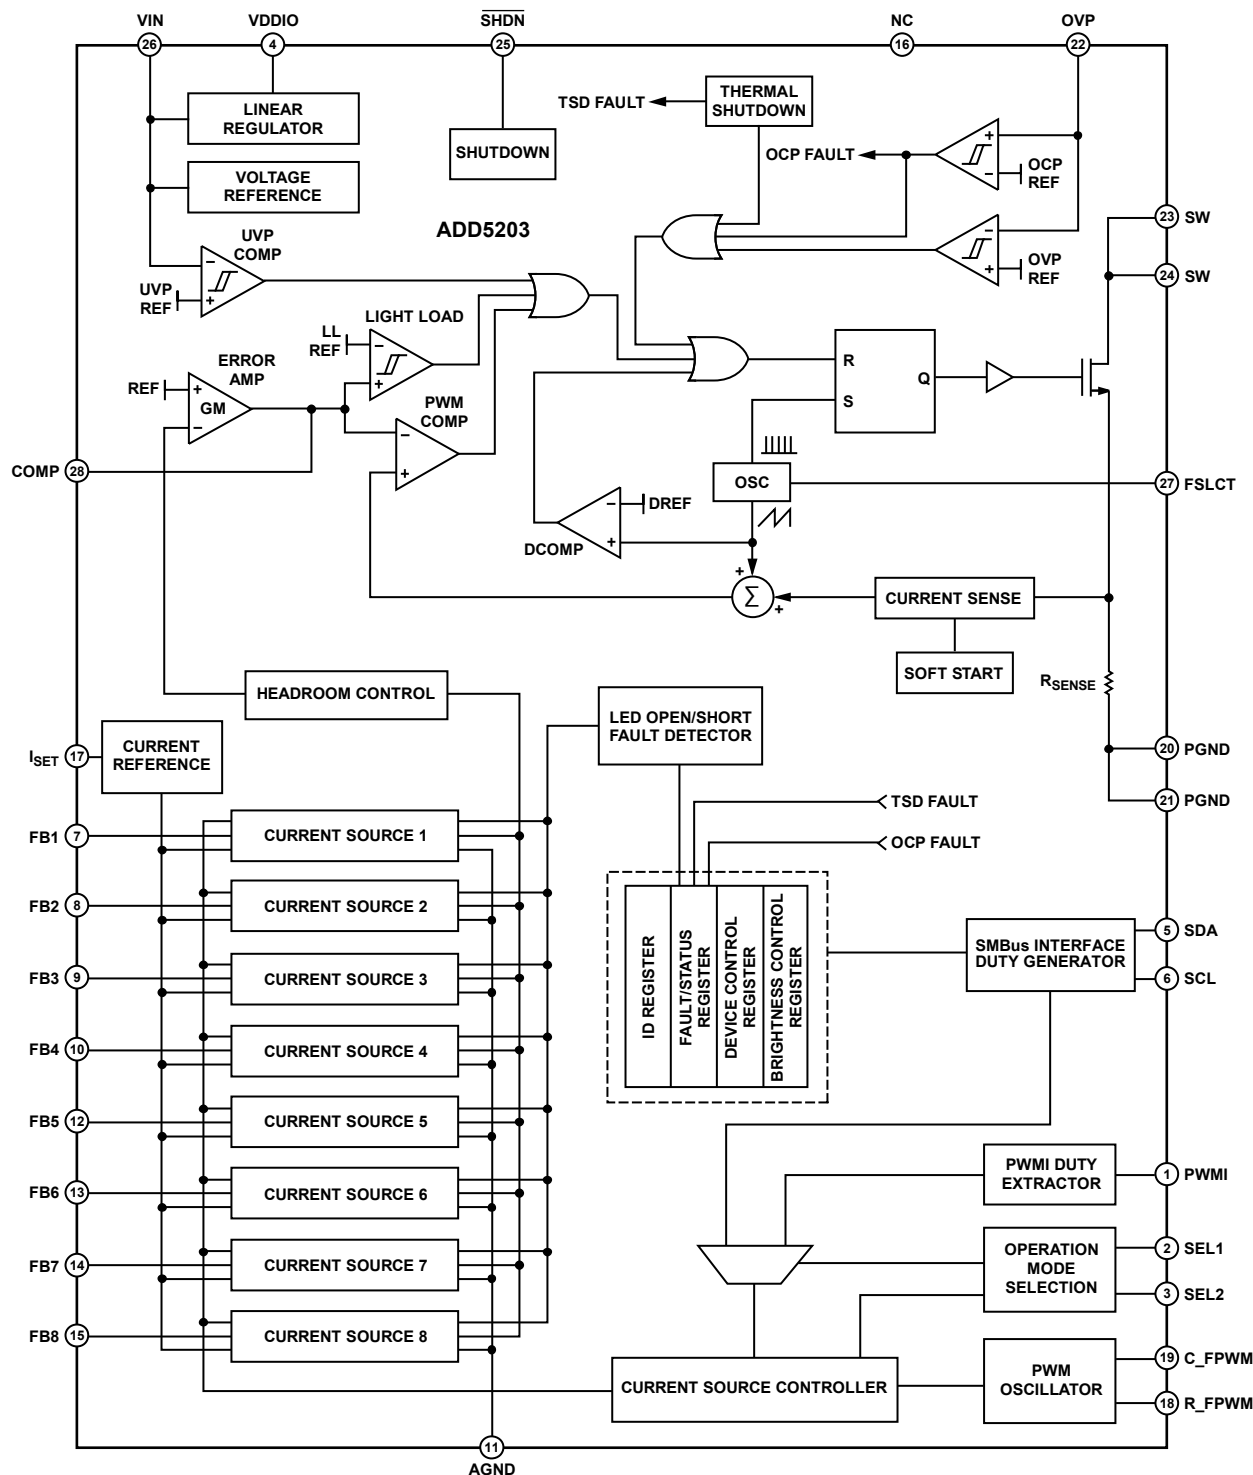 VIN
VDDIO
SHDN
NC
OVP
26
4
25
16
22
LINEAR
REGULATOR
VOLTAGE
REFERENCE
SHUTDOWN
TSD FAULT
THERMAL
SHUTDOWN
OCP FAULT
+
−
OCP
REF
−
+
OVP
REF
23
SW
24
SW
ADD5203
UVP
COMP
−
+
UVP
REF
LIGHT LOAD
LL
REF
−
+
ERROR
AMP
REF
+
GM
−
PWM
COMP
−
+
COMP
28
R
S
Q
OSC
27
FSLCT
−
+
DREF
DCOMP
+
Σ
+
CURRENT SENSE
SOFT START
RSENSE
HEADROOM CONTROL
LED OPEN/SHORT
FAULT DETECTOR
ISET
17
CURRENT
REFERENCE
20
PGND
21
PGND
TSD FAULT
OCP FAULT
FB1
7
CURRENT SOURCE 1
FB2
8
CURRENT SOURCE 2
FB3
9
CURRENT SOURCE 3
FB4
10
CURRENT SOURCE 4
FB5
12
CURRENT SOURCE 5
FB6
13
CURRENT SOURCE 6
FB7
14
CURRENT SOURCE 7
FB8
15
CURRENT SOURCE 8
ID REGISTER
FAULT/STATUS
REGISTER
DEVICE CONTROL
REGISTER
BRIGHTNESS CONTROL
REGISTER
SMBus INTERFACE
DUTY GENERATOR
5
SDA
6
SCL
PWMI DUTY
EXTRACTOR
1
PWMI
OPERATION
MODE
SELECTION
2
SEL1
3
SEL2
CURRENT SOURCE CONTROLLER
PWM
OSCILLATOR
19
C_FPWM
18
R_FPWM
11
AGND